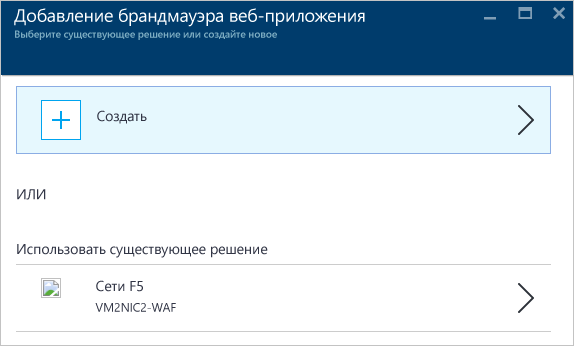 Добавление брандмауэра веб-приложения
Выберите существующее решение или создайте новое
Создать
ИЛИ
Использовать существующее решение
Сети F5
VM2NIC2-WAF